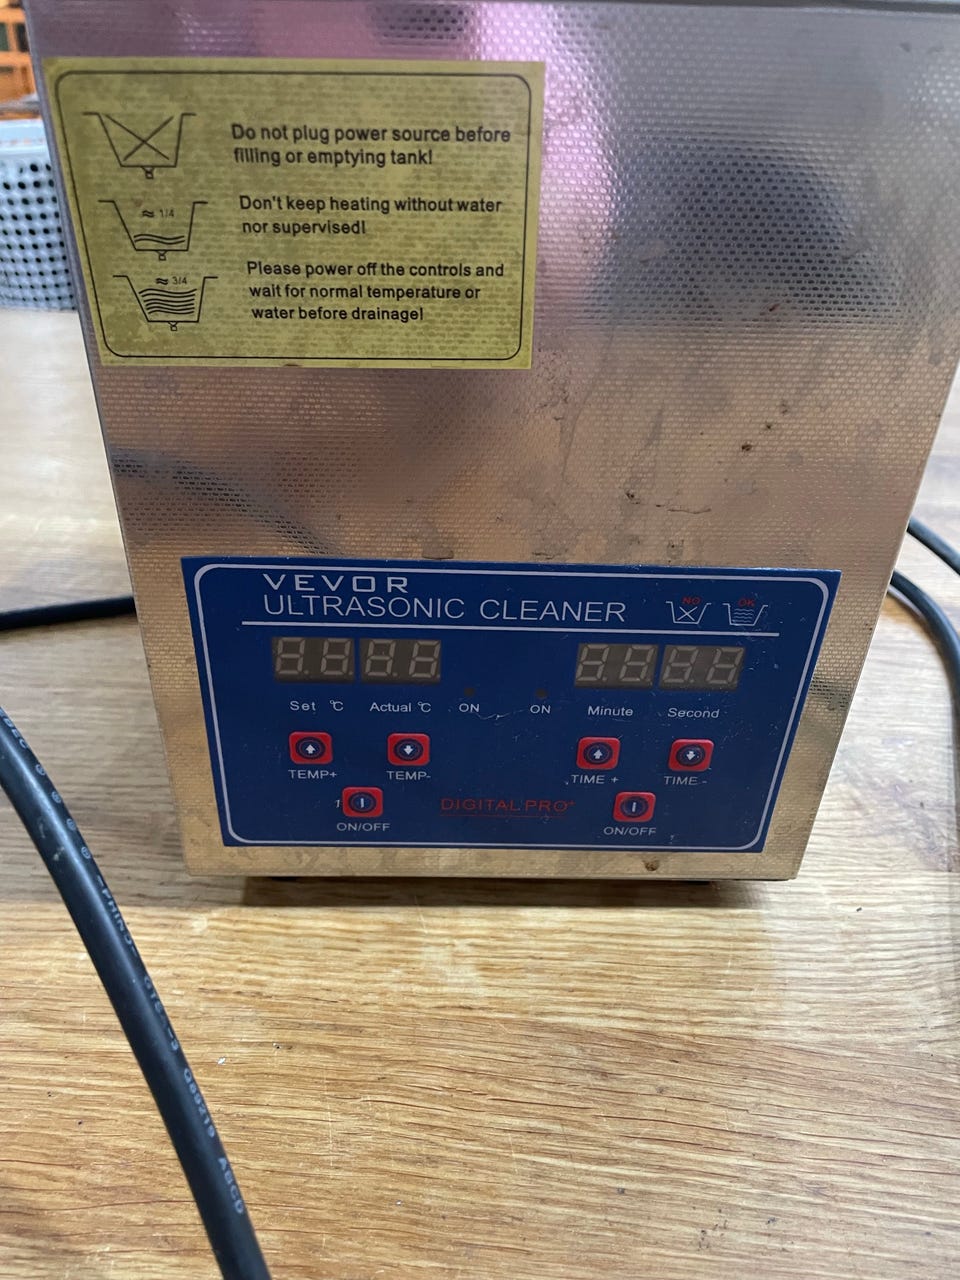 Do not plug power source before
filling or emptying tank!
≈ 1/4
Don't keep heating without water
nor supervised!
≈ 3/4
Please power off the controls and
wait for normal temperature or
water before drainage!
VEVOR
ULTRASONIC CLEANER
NO OK
Set °C Actual °C ON ON Minute Second
TEMP+ TEMP- TIME + TIME -
DIGITAL PRO+
ON/OFF ON/OFF
ABCD